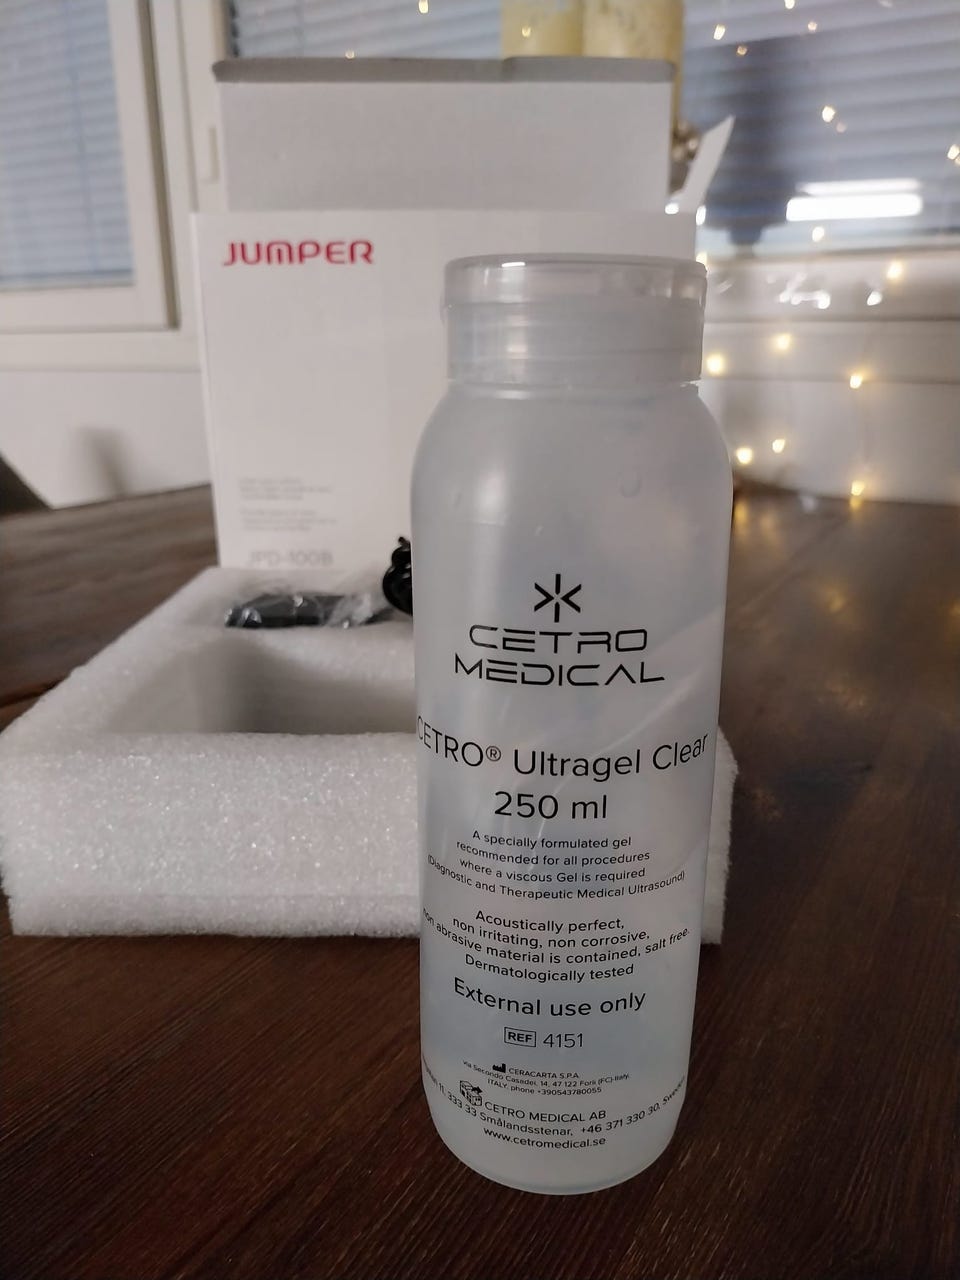 JUMPER
JPD-100B
CETRO
MEDICAL
CETRO® Ultragel Clear
250 ml
A specially formulated gel
recommended for all procedures
where a viscous Gel is required
(Diagnostic and Therapeutic Medical Ultrasound)
Acoustically perfect,
non irritating, non corrosive,
non abrasive material is contained, salt free.
Dermatologically tested
External use only
REF 4151
CERACARTA S.P.A
via Secondo Casadei, 14, 47 122 Forlì (FC)-Italy,
ITALY, phone +390543780055
CETRO MEDICAL AB
11, 333 33 Smålandsstenar, +46 371 330 30, Sweden
www.cetromedical.se